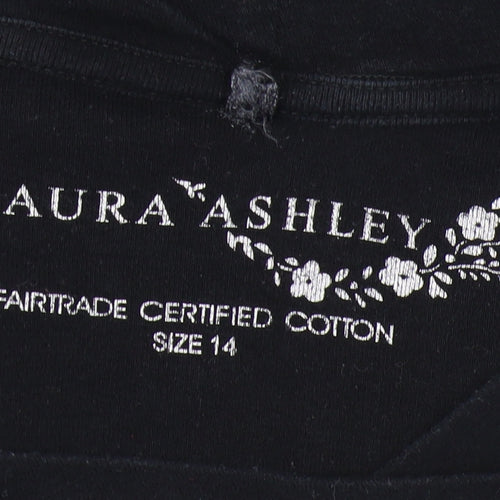 AURA ASHLEY
FAIRTRADE CERTIFIED COTTON
SIZE 14